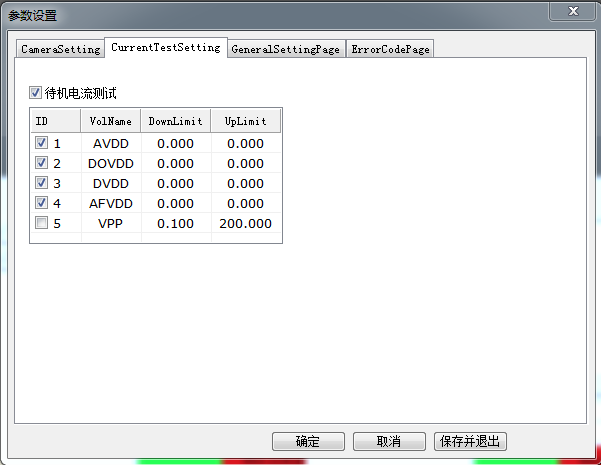 参数设置
CameraSetting CurrentTestSetting GeneralSettingPage ErrorCodePage
待机电流测试
ID VolName DownLimit UpLimit
1 AVDD 0.000 0.000
2 DOVDD 0.000 0.000
3 DVDD 0.000 0.000
4 AFVDD 0.000 0.000
5 VPP 0.100 200.000
确定 取消 保存并退出